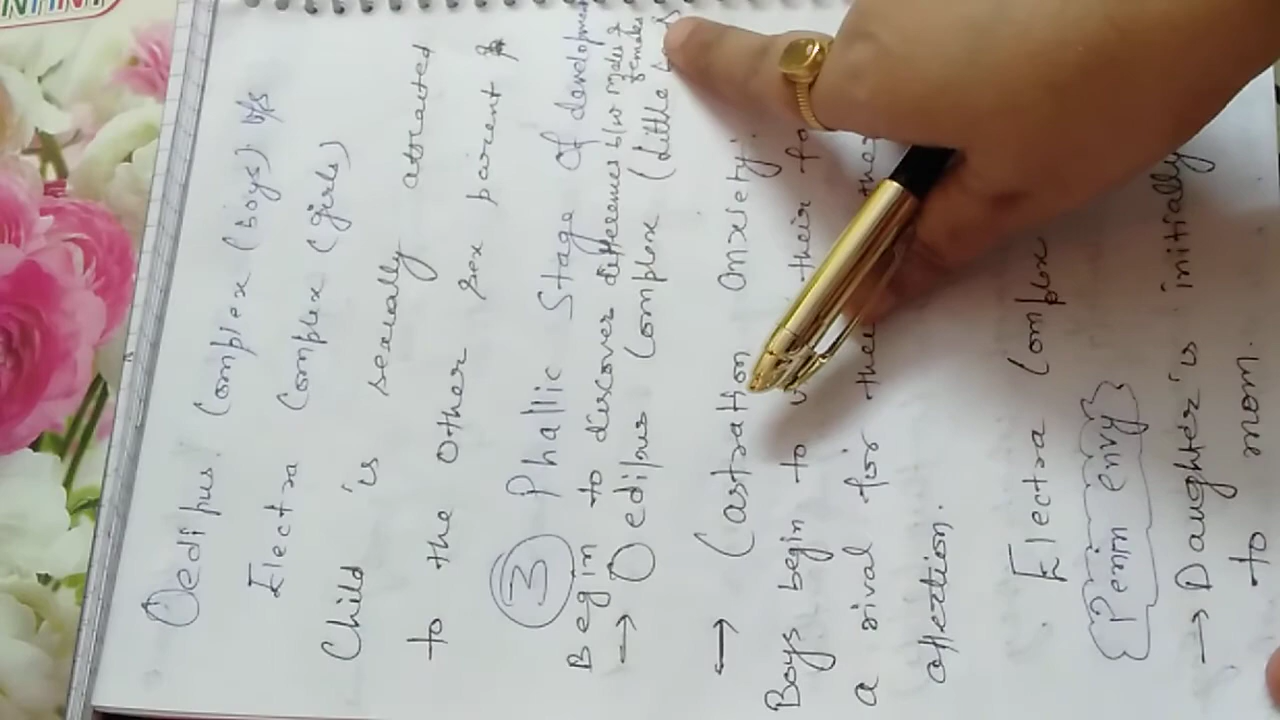 Oedipus Complex (boys) v/s
Electra Complex (girls)
Child is sexually attracted
to the Other sex parent
③ Phallic Stage Of development
Begin to discover differences b/w males & females
→ Oedipus Complex (Little
→ Castration Anxiety.
Boys begin to their
a rival for
affection.
Electra Complex
{Penis envy}
→ Daughter is initially
to mom.